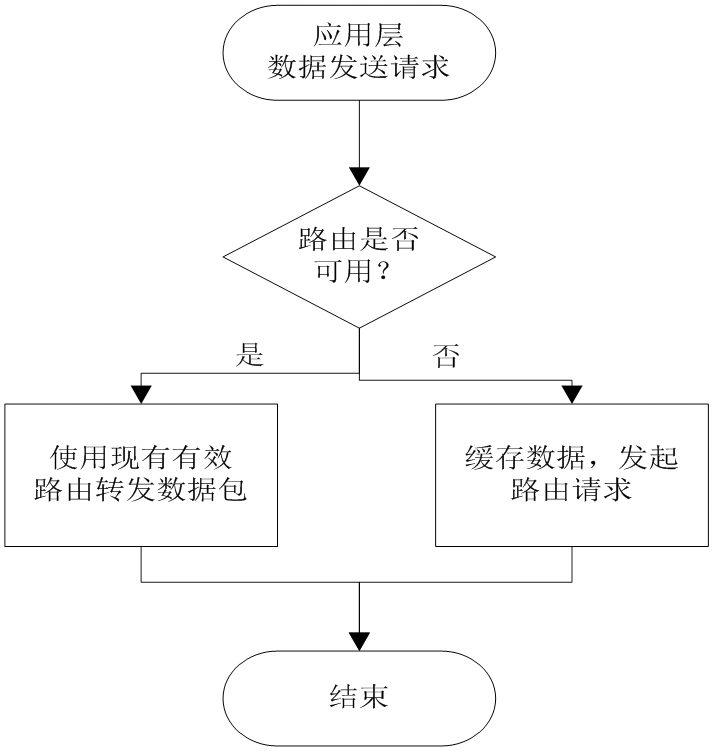 应用层
数据发送请求
路由是否
可用？
是
否
使用现有有效
路由转发数据包
缓存数据，发起
路由请求
结束